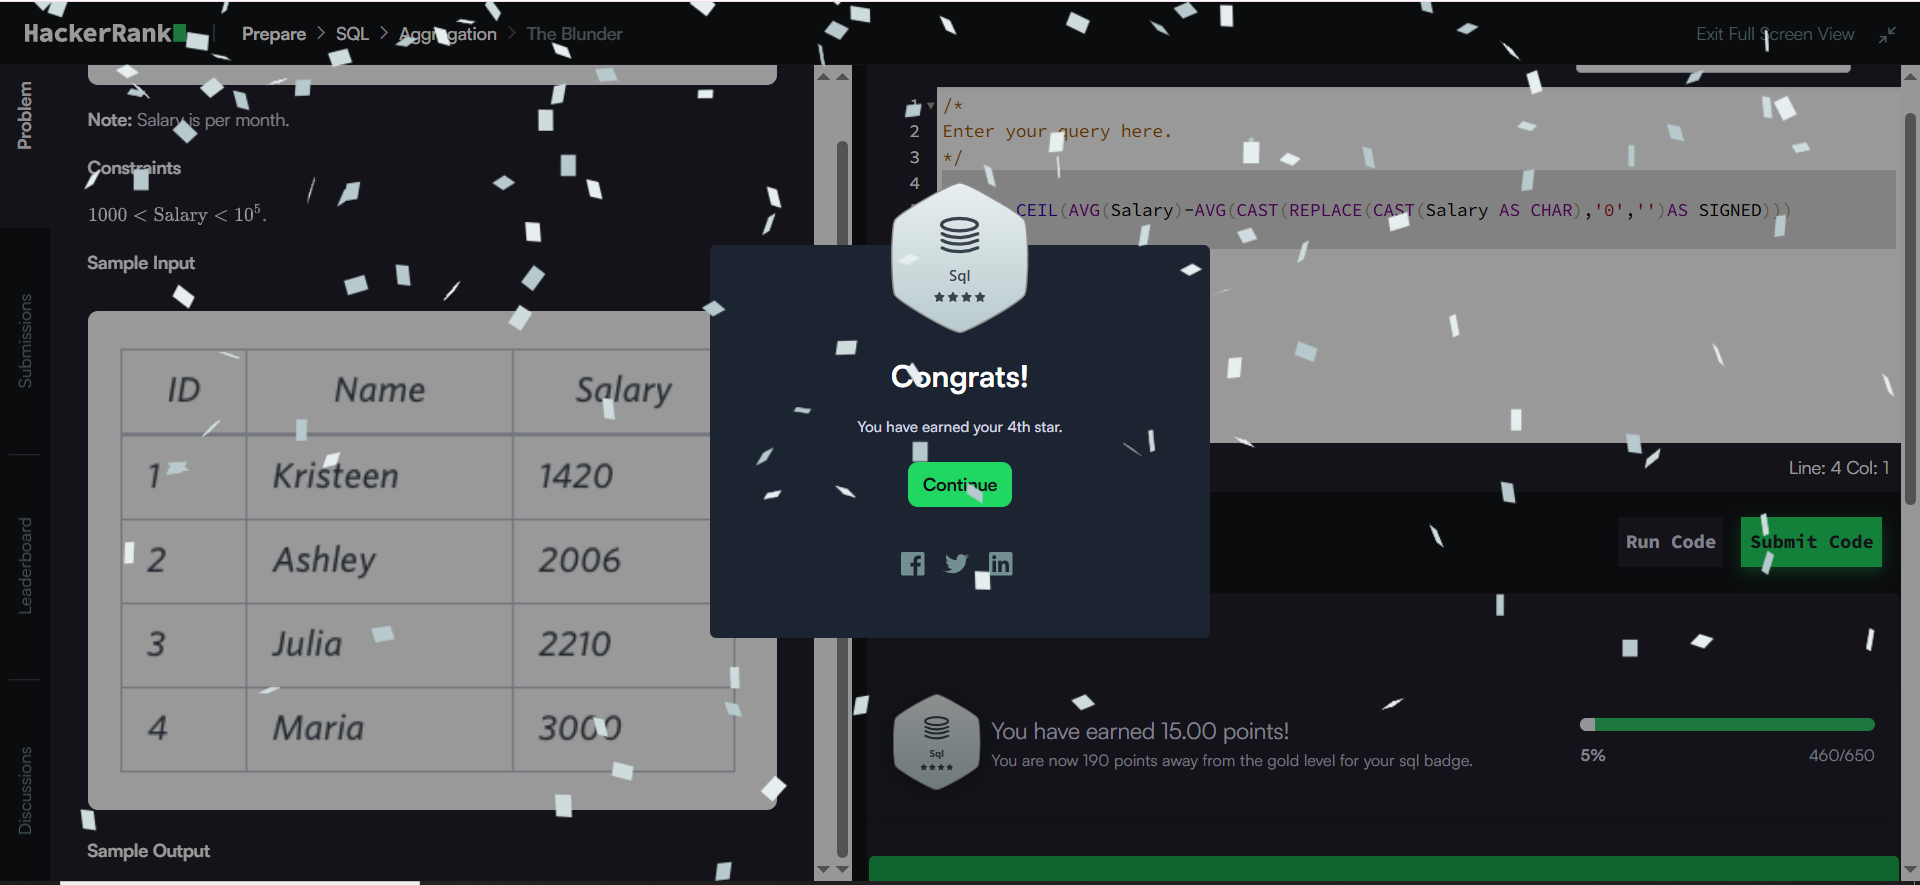 HackerRank
Prepare > SQL > Aggregation > The Blunder
Exit Full Screen View
Problem
Submissions
Leaderboard
Discussions
Note: Salary is per month.
Constraints
1000 < Salary < 10⁵.
Sample Input
ID Name Salary
1 Kristeen 1420
2 Ashley 2006
3 Julia 2210
4 Maria 3000
Sample Output
1 /*
2 Enter your query here.
3 */
4
CEIL(AVG(Salary)-AVG(CAST(REPLACE(CAST(Salary AS CHAR),'0','')AS SIGNED)))
Sql
Congrats!
You have earned your 4th star.
Continue
Line: 4 Col: 1
Run Code
Submit Code
Sql
You have earned 15.00 points!
You are now 190 points away from the gold level for your sql badge.
5%
460/650